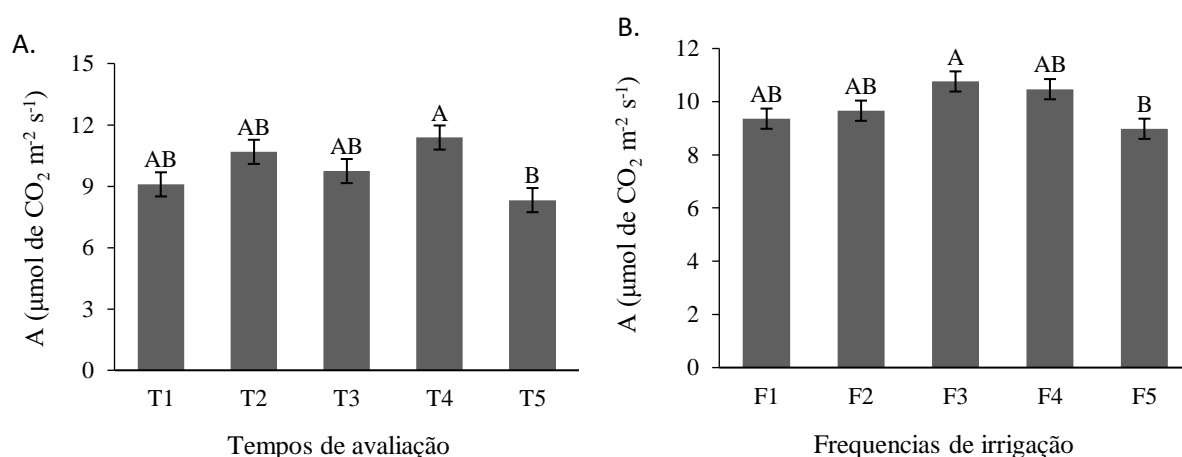 A.
A (µmol de CO₂ m⁻² s⁻¹)
15
12
9
6
3
0
AB
AB
AB
A
B
T1 T2 T3 T4 T5
Tempos de avaliação
B.
A (µmol de CO₂ m⁻² s⁻¹)
12
10
8
6
4
2
0
AB
AB
A
AB
B
F1 F2 F3 F4 F5
Frequencias de irrigação